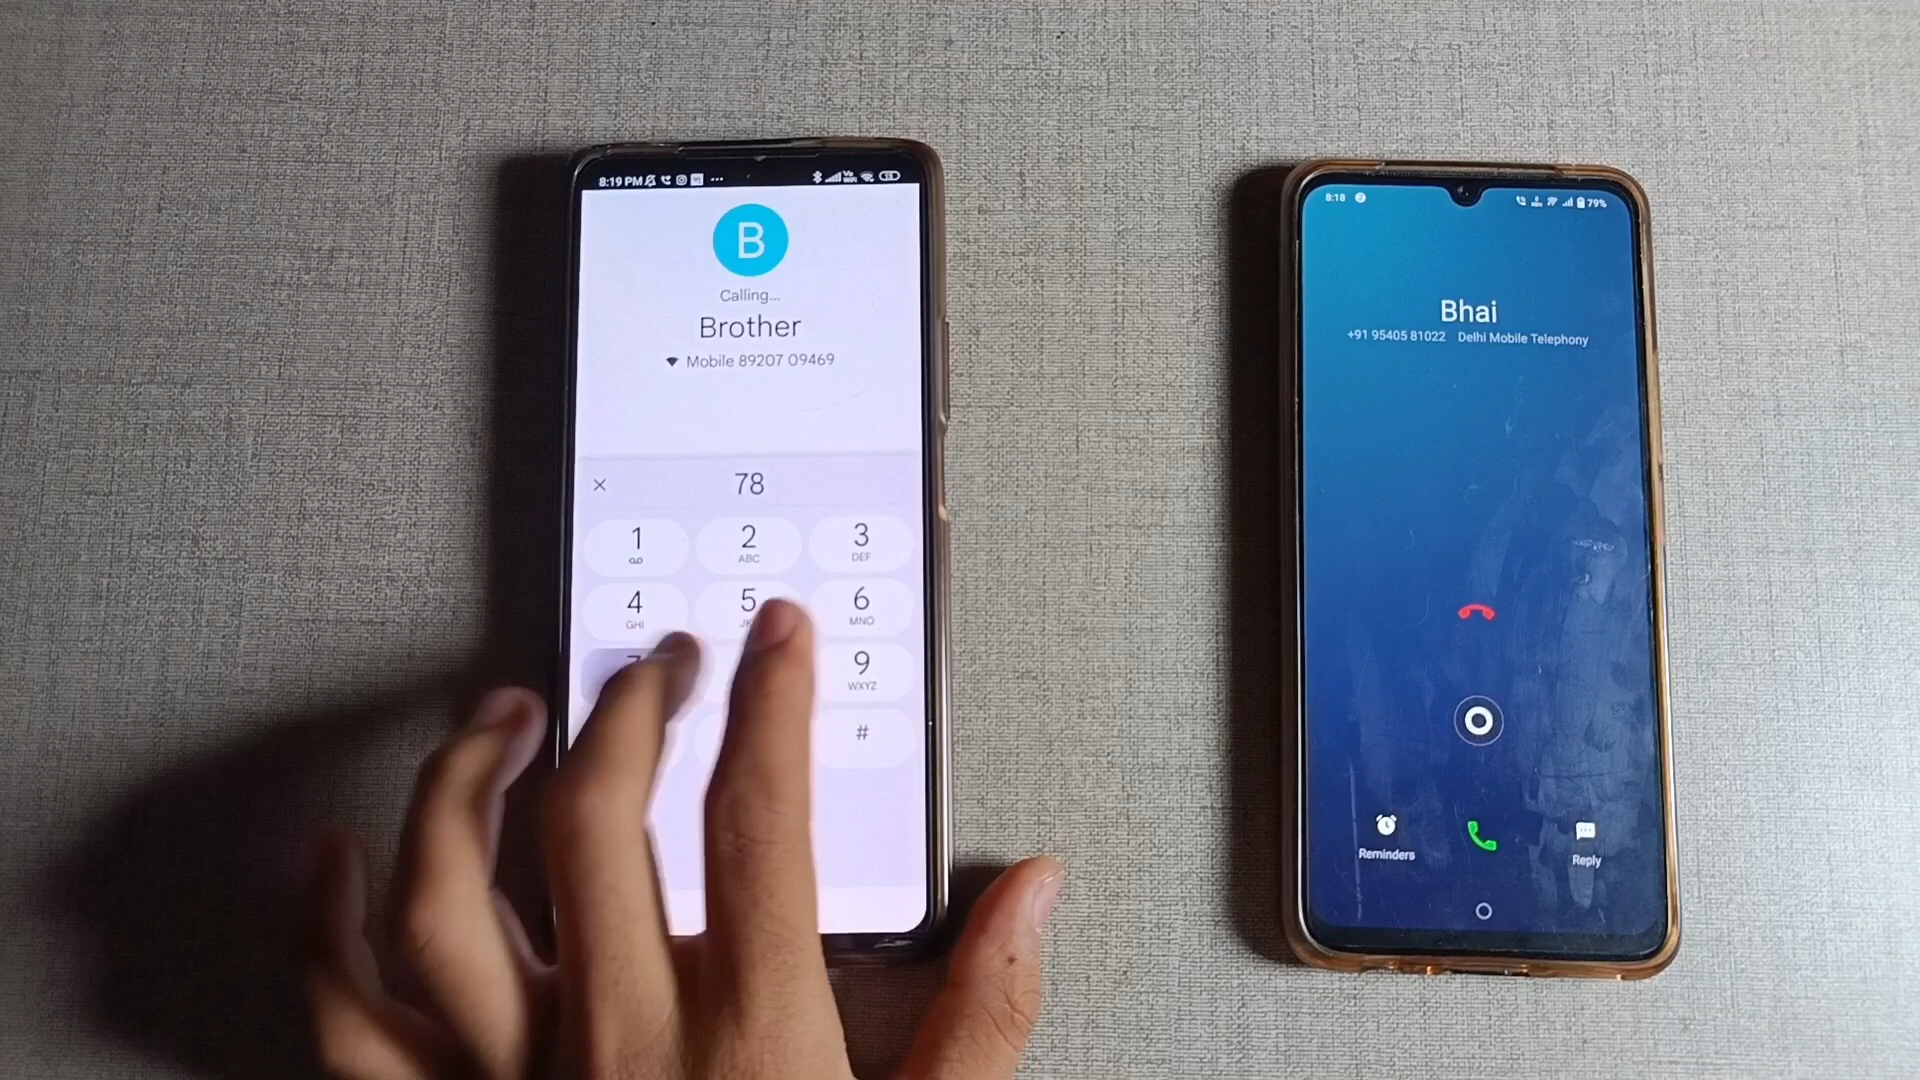 8:19 PM
B
Calling...
Brother
Mobile 89207 09469
78
1
2 ABC
3 DEF
4 GHI
5
6 MNO
7
9 WXYZ
#
8:18
79%
Bhai
+91 95405 81022 Delhi Mobile Telephony
Reminders
Reply